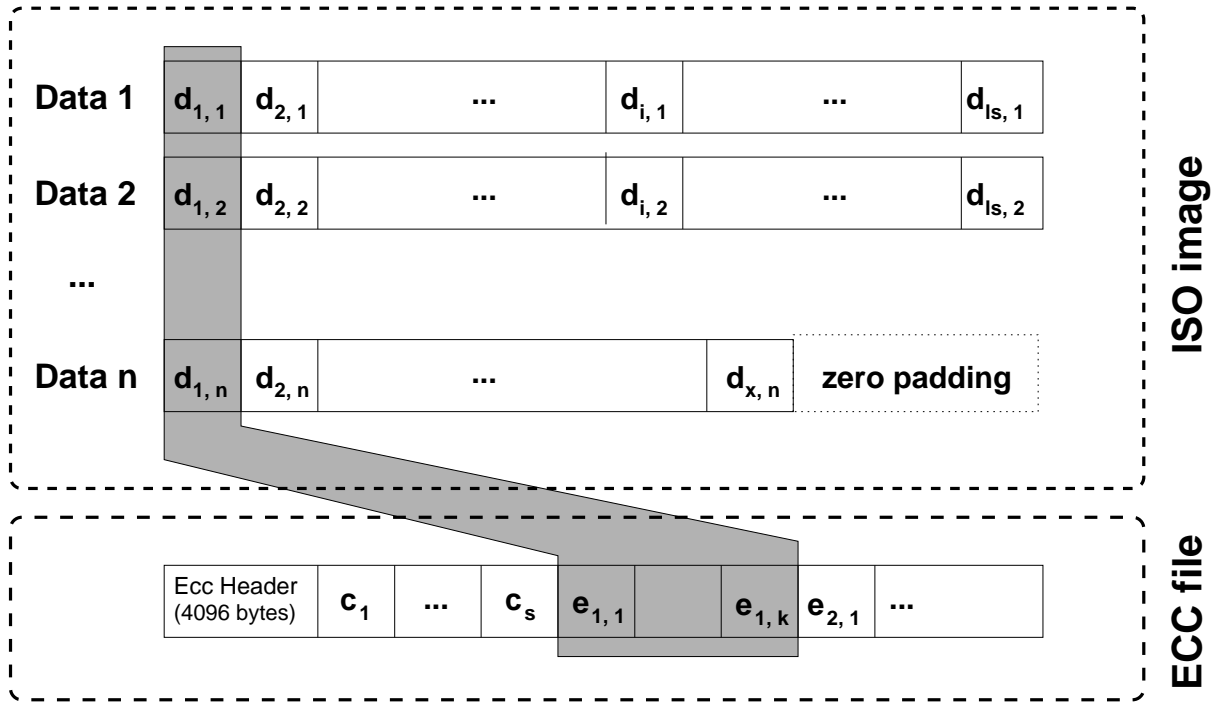 Data 1 d1, 1 d2, 1 ... di, 1 ... dls, 1
Data 2 d1, 2 d2, 2 ... di, 2 ... dls, 2
...
Data n d1, n d2, n ... dx, n zero padding
ISO image
Ecc Header
(4096 bytes)
c1 ... cs e1, 1 e1, k e2, 1 ...
ECC file